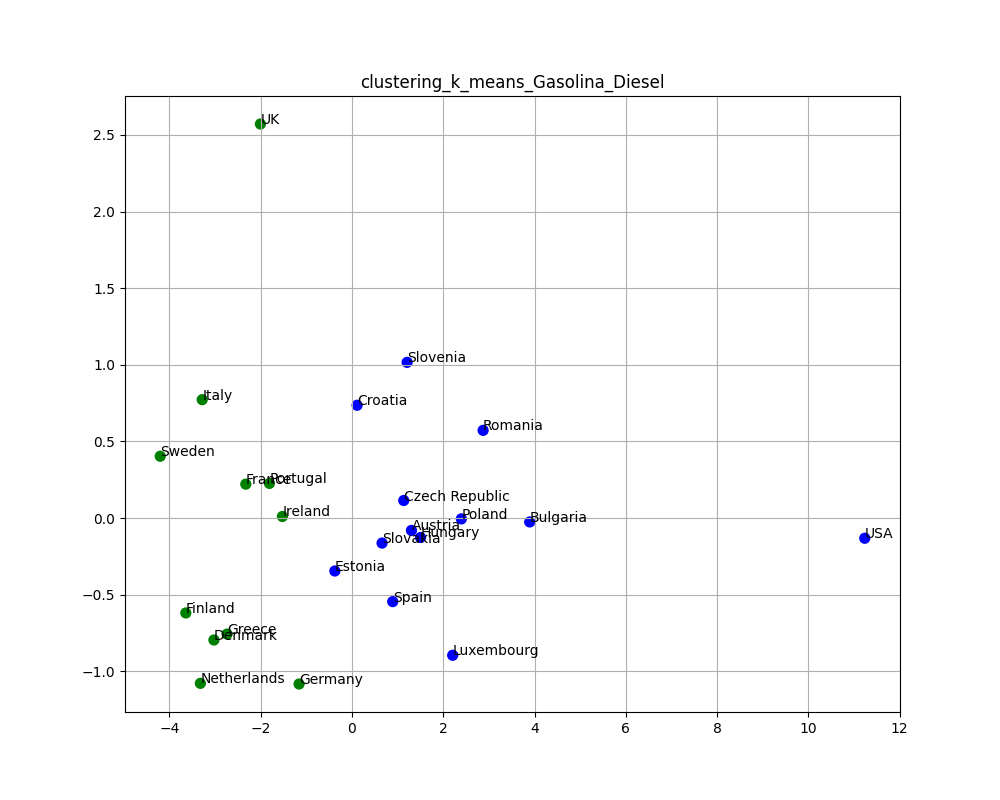 clustering_k_means_Gasolina_Diesel
2.5
2.0
1.5
1.0
0.5
0.0
−0.5
−1.0
UK
Slovenia
Italy
Croatia
Romania
Sweden
France
Portugal
Czech Republic
Ireland
Poland
Bulgaria
Austria
Hungary
Slovakia
USA
Estonia
Spain
Finland
Greece
Denmark
Luxembourg
Netherlands
Germany
−4
−2
0
2
4
6
8
10
12